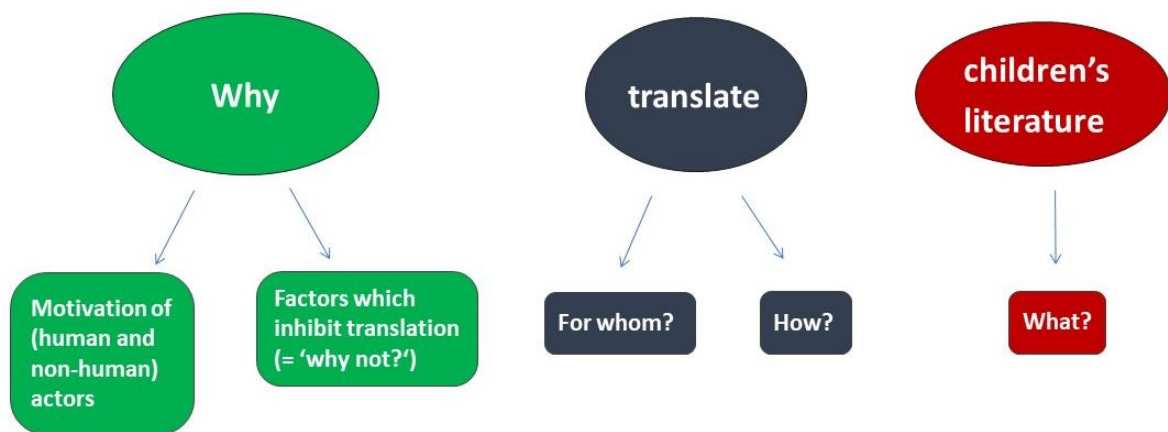 Why
translate
children’s
literature
Motivation of
(human and
non-human)
actors
Factors which
inhibit translation
(= ‘why not?‘)
For whom?
How?
What?